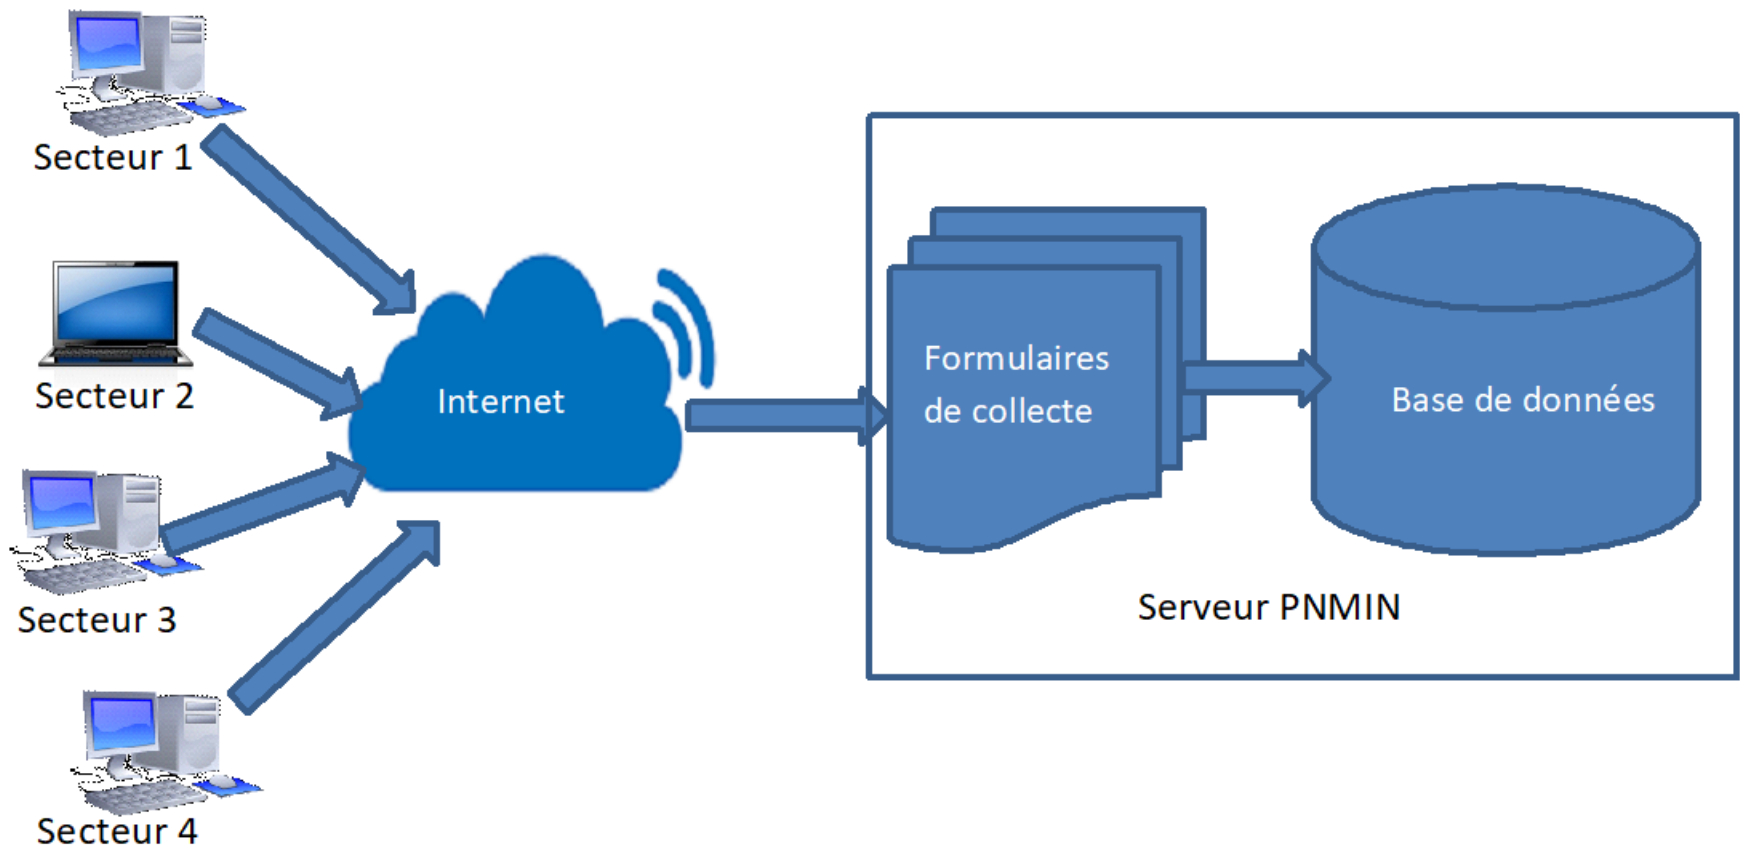 Secteur 1
Secteur 2
Secteur 3
Secteur 4
Internet
Formulaires
de collecte
Base de données
Serveur PNMIN